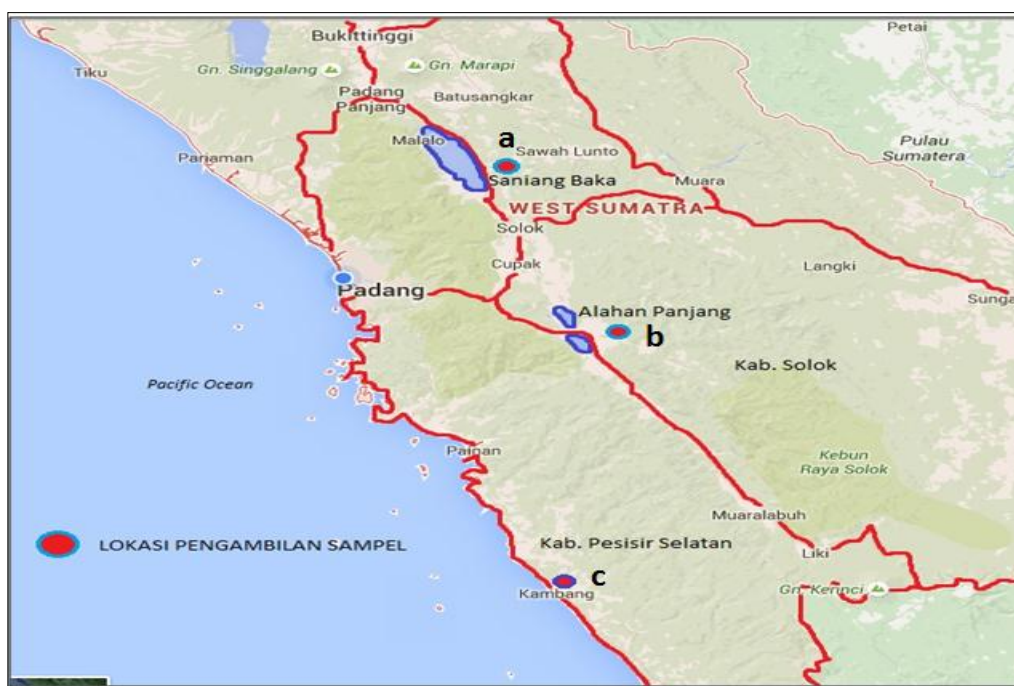 Petai
Bukittinggi
Gn. Singgalang
Gn. Marapi
Tiku
Padang
Panjang
Batusangkar
Malalo
a
Sawah Lunto
Pulau
Sumatera
Pariaman
Saniang Baka
Muara
WEST SUMATRA
Solok
Cupak
Langki
Padang
Sunga
Alahan Panjang
b
Kab. Solok
Pacific Ocean
Painan
Kebun
Raya Solok
Muaralabuh
LOKASI PENGAMBILAN SAMPEL
Kab. Pesisir Selatan
Liki
c
Kambang
Gn. Kerinci